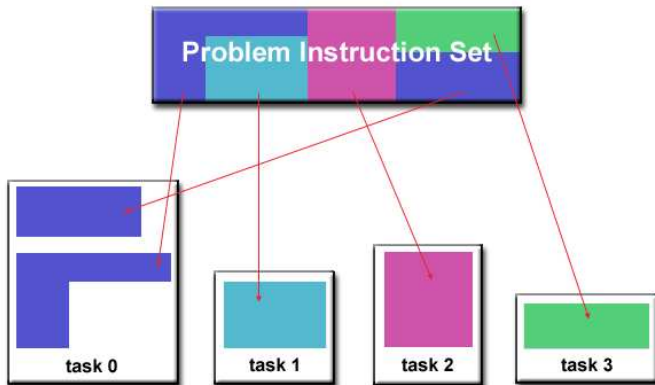 Problem Instruction Set
task 0
task 1
task 2
task 3